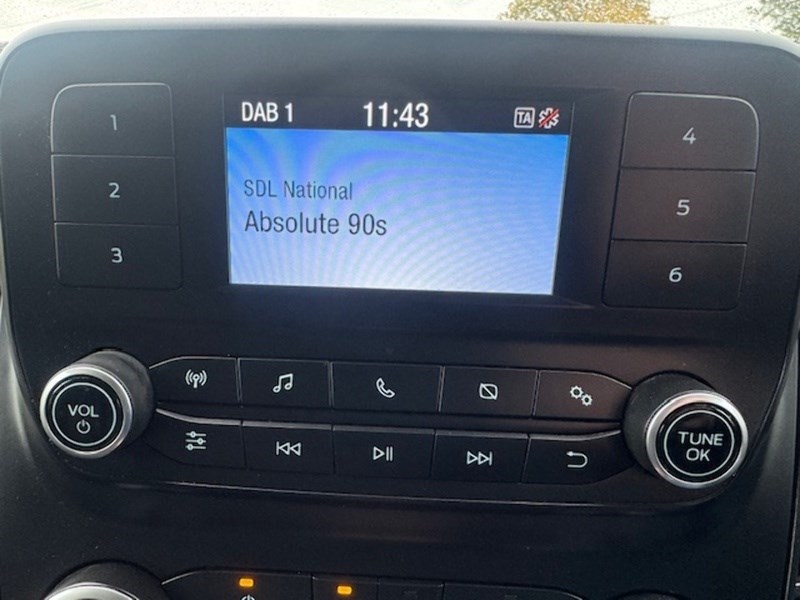 DAB 1 11:43 TA
SDL National
Absolute 90s
1
2
3
4
5
6
VOL
TUNE
OK